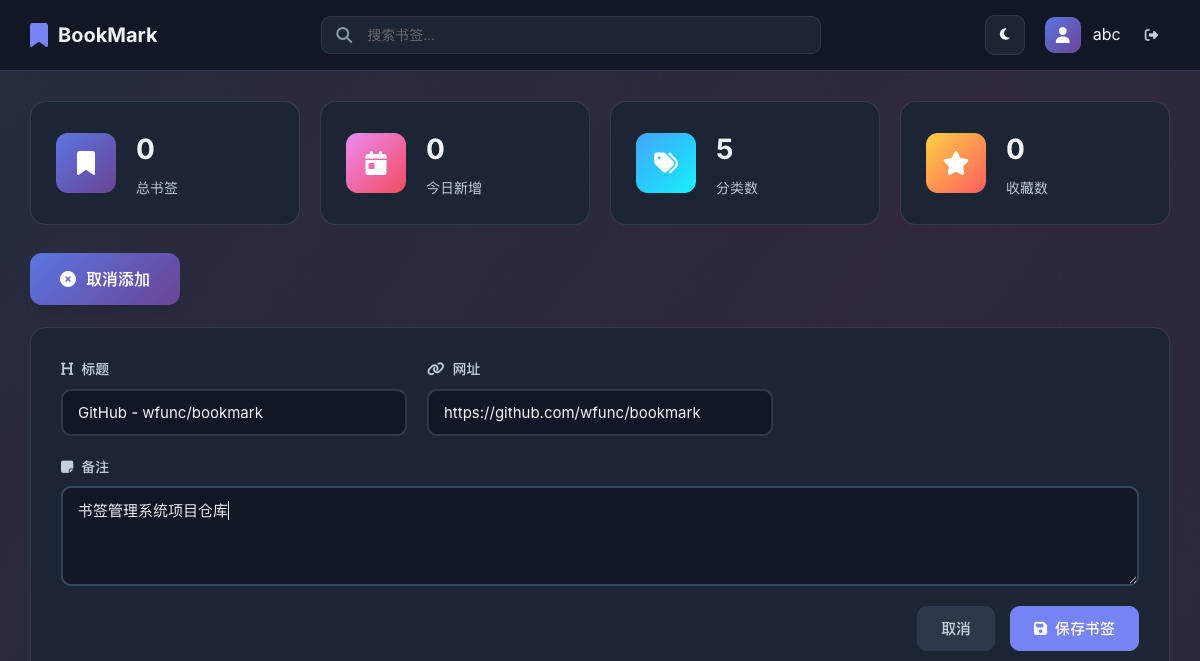 BookMark
搜索书签...
abc
0
总书签
0
今日新增
5
分类数
0
收藏数
取消添加
标题
网址
GitHub - wfunc/bookmark
https://github.com/wfunc/bookmark
备注
书签管理系统项目仓库
取消
保存书签